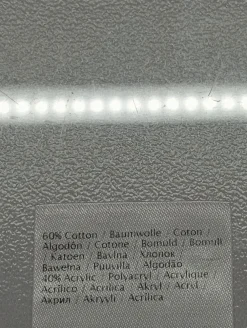 60% Cotton / Baumwolle / Coton /
Algodón / Cotone / Bomuld / Bomull
/ Katoen / Bavlna / Хлопок /
Bawełna / Puuvilla / Algodão
40% Acrylic / Polyacryl / Acrylique /
Acrílico / Acrilica / Akryl / Acryl /
Акрил / Akryyli / Acrílica